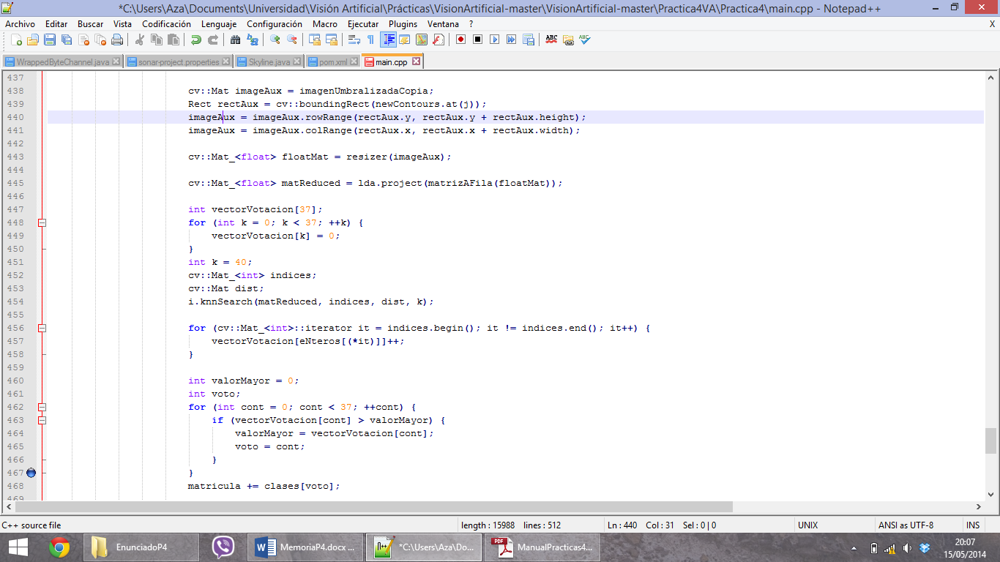 *C:\Users\Aza\Documents\Universidad\Visión Artificial\Prácticas\VisionArtificial-master\VisionArtificial-master\Practica4VA\Practica4\main.cpp - Notepad++
Archivo Editar Buscar Vista Codificación Lenguaje Configuración Macro Ejecutar Plugins Ventana ? X
WrappedByteChannel.java sonar-project.properties Skyline.java pom.xml main.cpp
437
438 cv::Mat imageAux = imagenUmbralizadaCopia;
439 Rect rectAux = cv::boundingRect(newContours.at(j));
440 imageAux = imageAux.rowRange(rectAux.y, rectAux.y + rectAux.height);
441 imageAux = imageAux.colRange(rectAux.x, rectAux.x + rectAux.width);
442
443 cv::Mat_<float> floatMat = resizer(imageAux);
444
445 cv::Mat_<float> matReduced = lda.project(matrizAFila(floatMat));
446
447 int vectorVotacion[37];
448 for (int k = 0; k < 37; ++k) {
449 vectorVotacion[k] = 0;
450 }
451 int k = 40;
452 cv::Mat_<int> indices;
453 cv::Mat dist;
454 i.knnSearch(matReduced, indices, dist, k);
455
456 for (cv::Mat_<int>::iterator it = indices.begin(); it != indices.end(); it++) {
457 vectorVotacion[eNteros[(*it)]]++;
458 }
459
460 int valorMayor = 0;
461 int voto;
462 for (int cont = 0; cont < 37; ++cont) {
463 if (vectorVotacion[cont] > valorMayor) {
464 valorMayor = vectorVotacion[cont];
465 voto = cont;
466 }
467 }
468 matricula += clases[voto];
469
C++ source file length : 15988 lines : 512 Ln : 440 Col : 31 Sel : 0 | 0 UNIX ANSI as UTF-8 INS
EnunciadoP4 MemoriaP4.docx ... *C:\Users\Aza\Do... ManualPracticas4... 20:07
15/05/2014